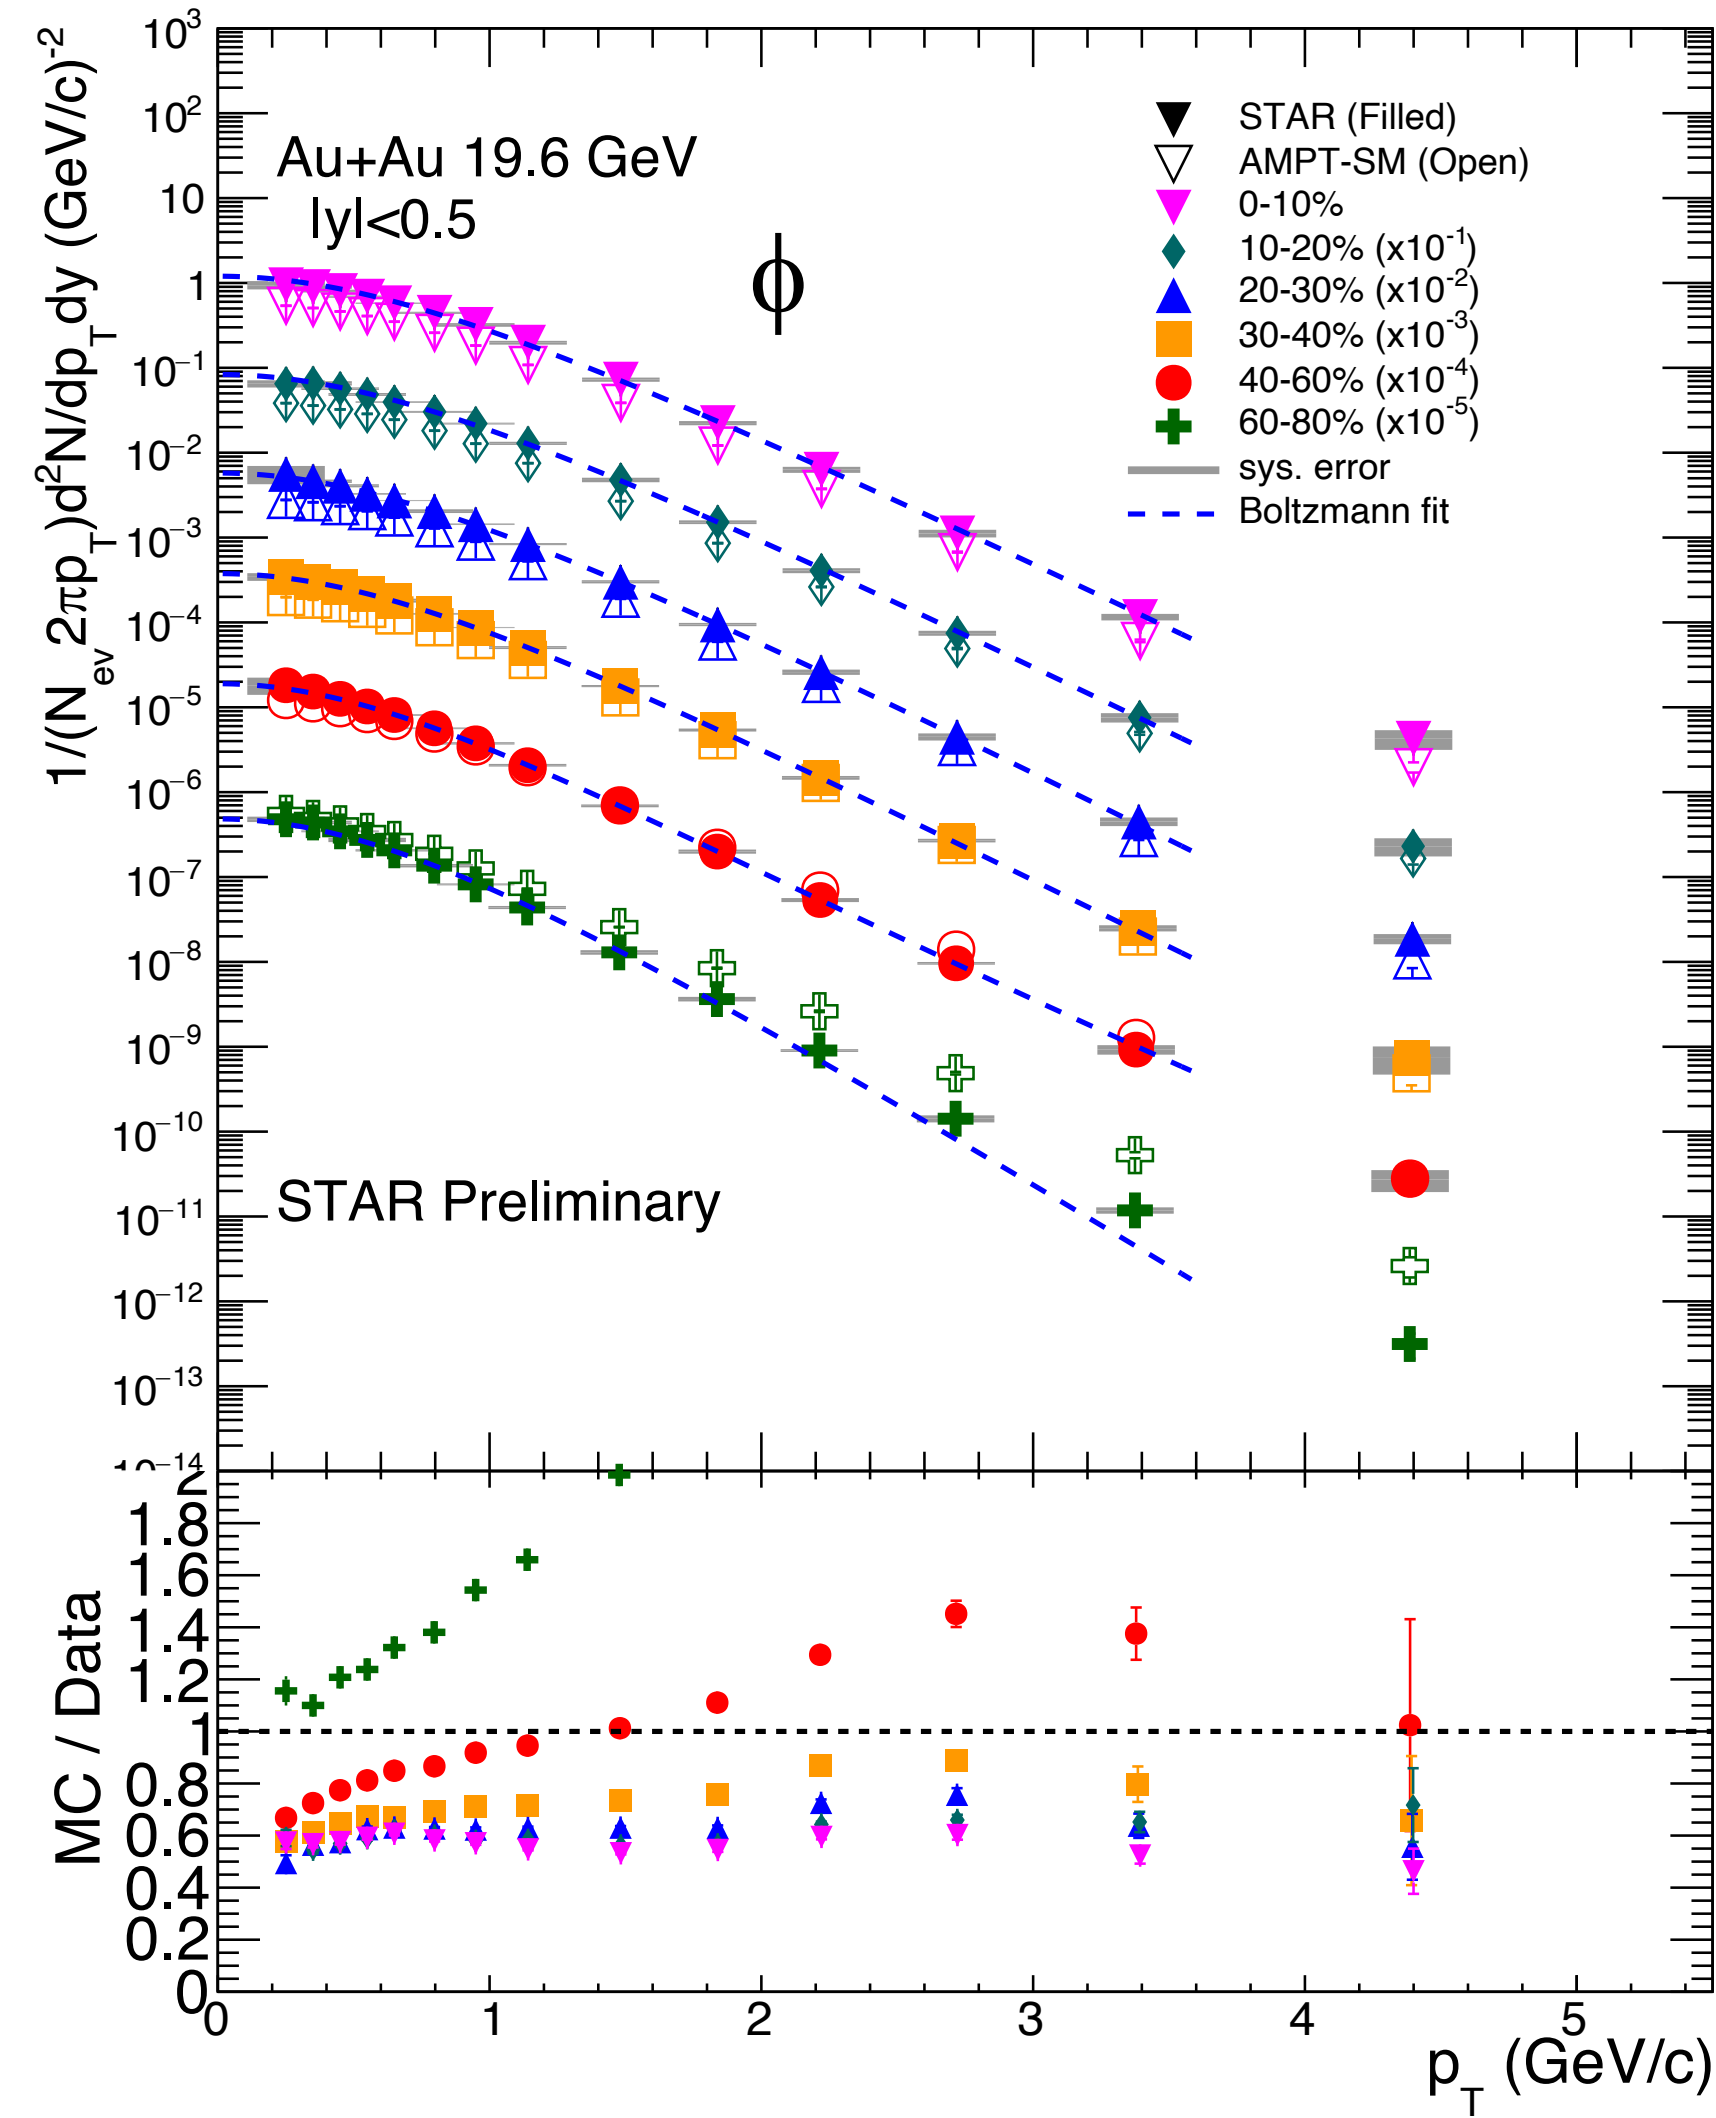 1/(N_ev 2πp_T)d²N/dp_T dy (GeV/c)⁻²
10³
10²
10
1
10⁻¹
10⁻²
10⁻³
10⁻⁴
10⁻⁵
10⁻⁶
10⁻⁷
10⁻⁸
10⁻⁹
10⁻¹⁰
10⁻¹¹
10⁻¹²
10⁻¹³
10⁻¹⁴
Au+Au 19.6 GeV
|y|<0.5
ϕ
STAR (Filled)
AMPT-SM (Open)
0-10%
10-20% (x10⁻¹)
20-30% (x10⁻²)
30-40% (x10⁻³)
40-60% (x10⁻⁴)
60-80% (x10⁻⁵)
sys. error
Boltzmann fit
STAR Preliminary
MC / Data
2
1.8
1.6
1.4
1.2
1
0.8
0.6
0.4
0.2
0
0 1 2 3 4 5
p_T (GeV/c)